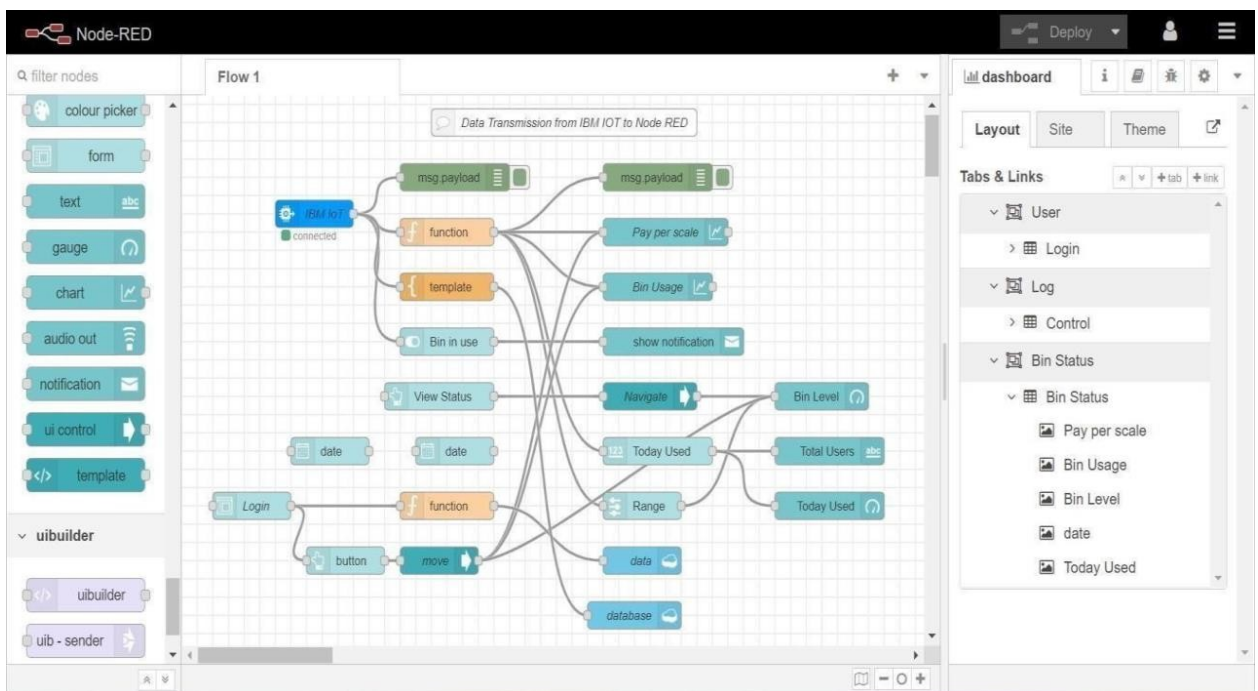 Node-RED
Deploy
filter nodes
Flow 1
dashboard
i
colour picker
form
text
abc
gauge
chart
audio out
notification
ui control
template
uibuilder
uibuilder
uib - sender
Data Transmission from IBM IOT to Node RED
msg.payload
msg.payload
IBM IoT
connected
function
Pay per scale
template
Bin Usage
Bin in use
show notification
View Status
Navigate
Bin Level
date
date
123
Today Used
Total Users
abc
Login
function
Range
Today Used
button
move
data
database
Layout
Site
Theme
Tabs & Links
+ tab
+ link
User
Login
Log
Control
Bin Status
Bin Status
Pay per scale
Bin Usage
Bin Level
date
Today Used